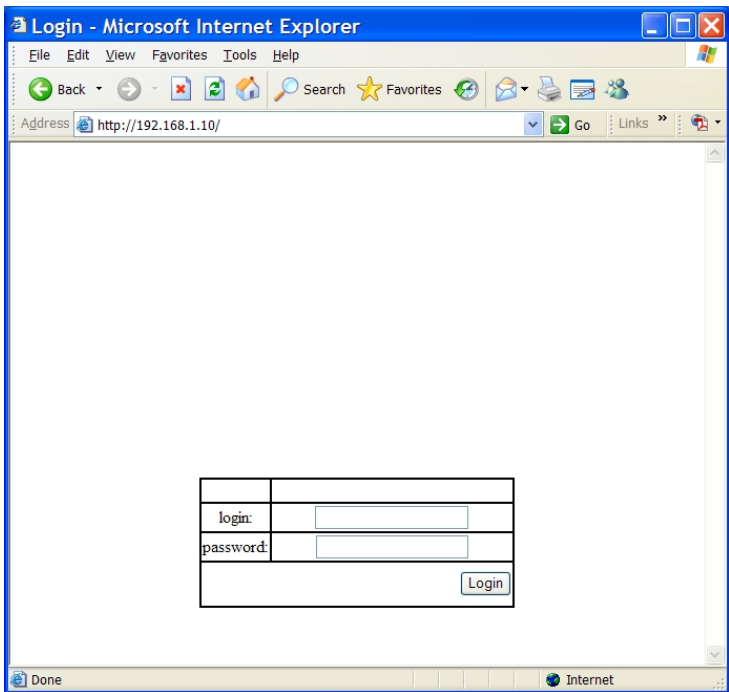 Login - Microsoft Internet Explorer
File Edit View Favorites Tools Help
Back Search Favorites
Address http://192.168.1.10/ Go Links »
login:
password:
Login
Done Internet